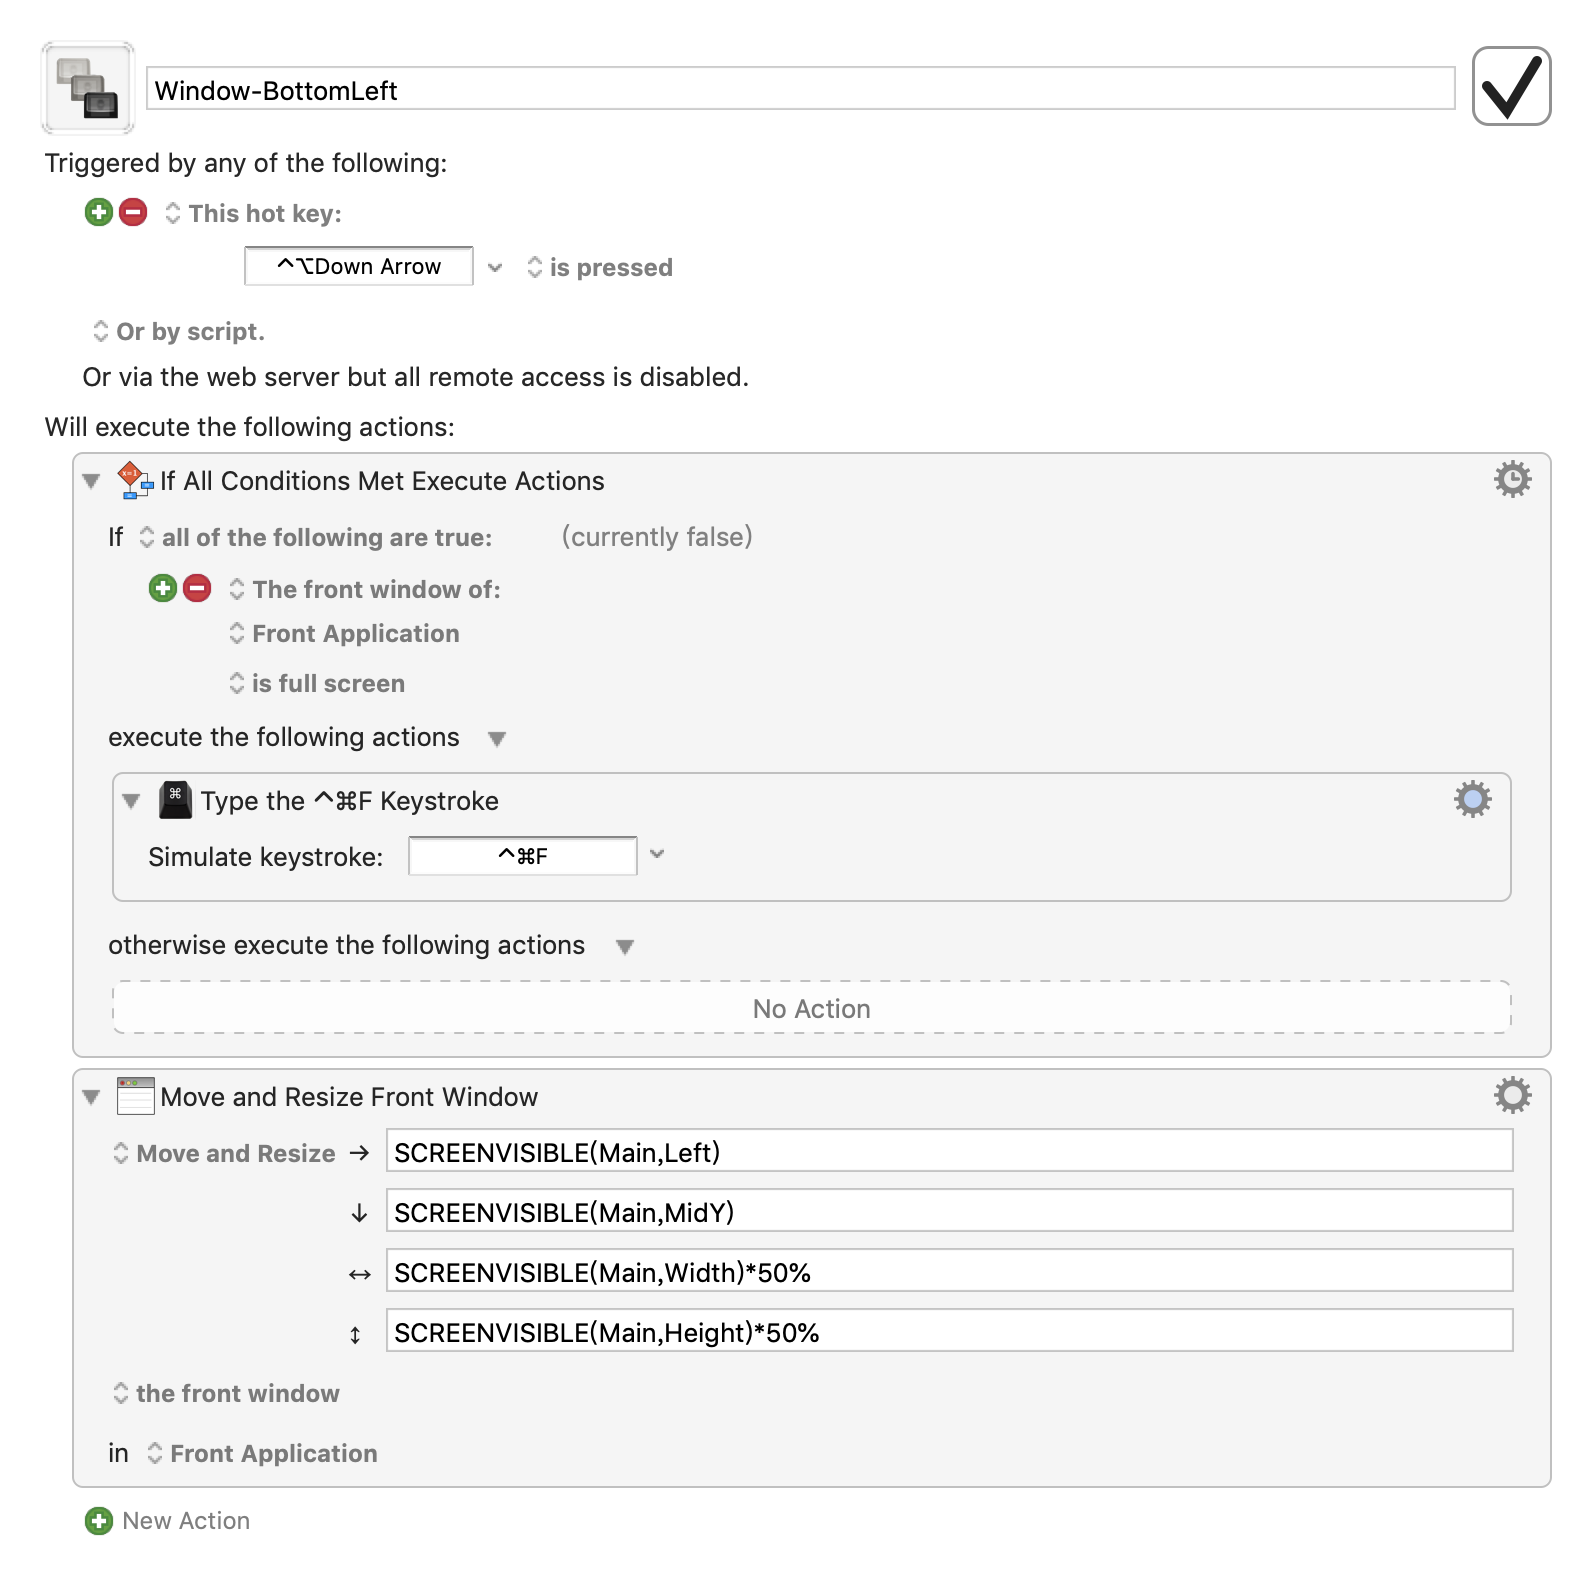 Window-BottomLeft
Triggered by any of the following:
This hot key:
^⌥Down Arrow is pressed
Or by script.
Or via the web server but all remote access is disabled.
Will execute the following actions:
x=1 If All Conditions Met Execute Actions
If all of the following are true: (currently false)
The front window of:
Front Application
is full screen
execute the following actions
⌘ Type the ^⌘F Keystroke
Simulate keystroke: ^⌘F
otherwise execute the following actions
No Action
Move and Resize Front Window
Move and Resize → SCREENVISIBLE(Main,Left)
↓ SCREENVISIBLE(Main,MidY)
↔ SCREENVISIBLE(Main,Width)*50%
↕ SCREENVISIBLE(Main,Height)*50%
the front window
in Front Application
New Action